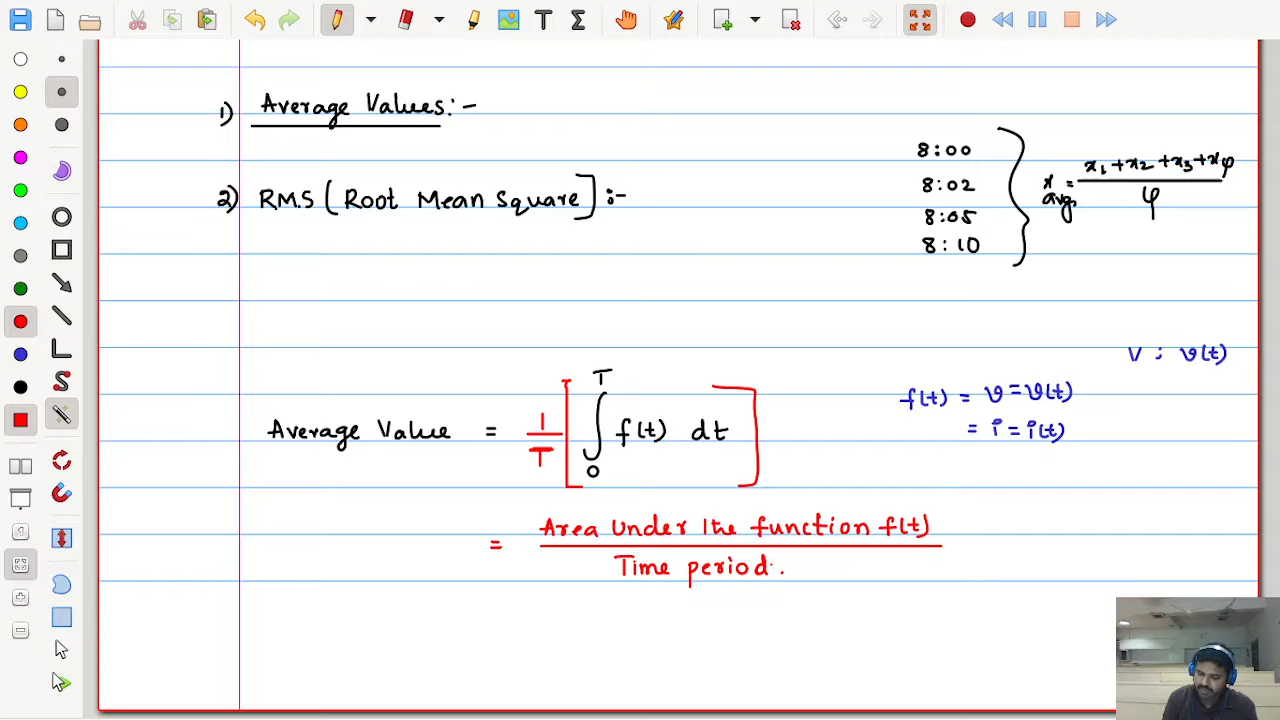 1) Average Values:-
8:00
8:02
8:05
8:10
x avg. = x1+x2+x3+x4 / 4
2) R.M.S [Root Mean Square] :-
V : v(t)
f(t) = v = v(t)
= i = i(t)
Average Value = 1/T [ ∫0^T f(t) dt ]
= Area Under the function f(t) / Time period.